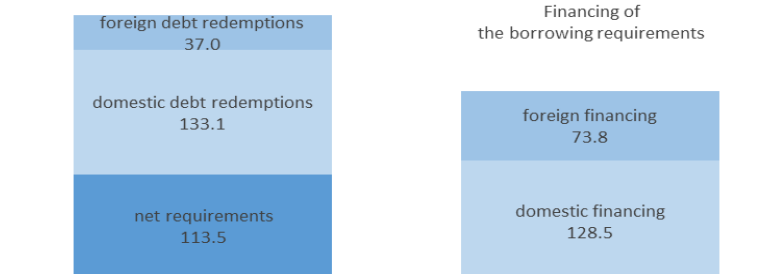 foreign debt redemptions
37.0
domestic debt redemptions
133.1
net requirements
113.5
Financing of
the borrowing requirements
foreign financing
73.8
domestic financing
128.5